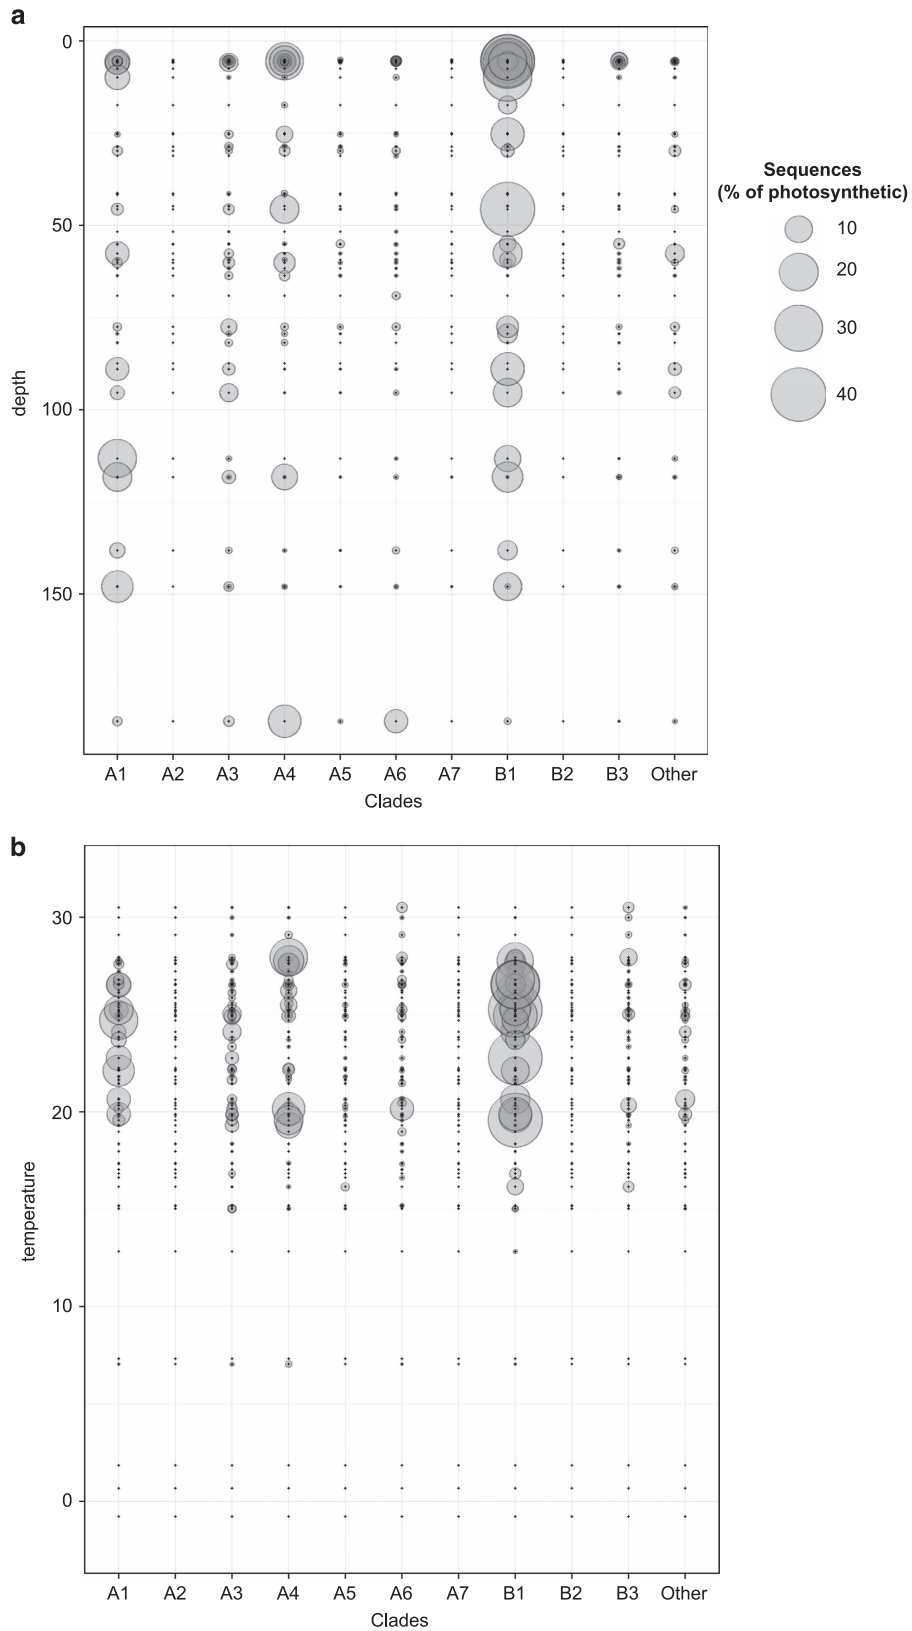 a
0
50
100
150
depth
A1 A2 A3 A4 A5 A6 A7 B1 B2 B3 Other
Clades
Sequences
(% of photosynthetic)
10
20
30
40
b
30
20
10
0
temperature
A1 A2 A3 A4 A5 A6 A7 B1 B2 B3 Other
Clades